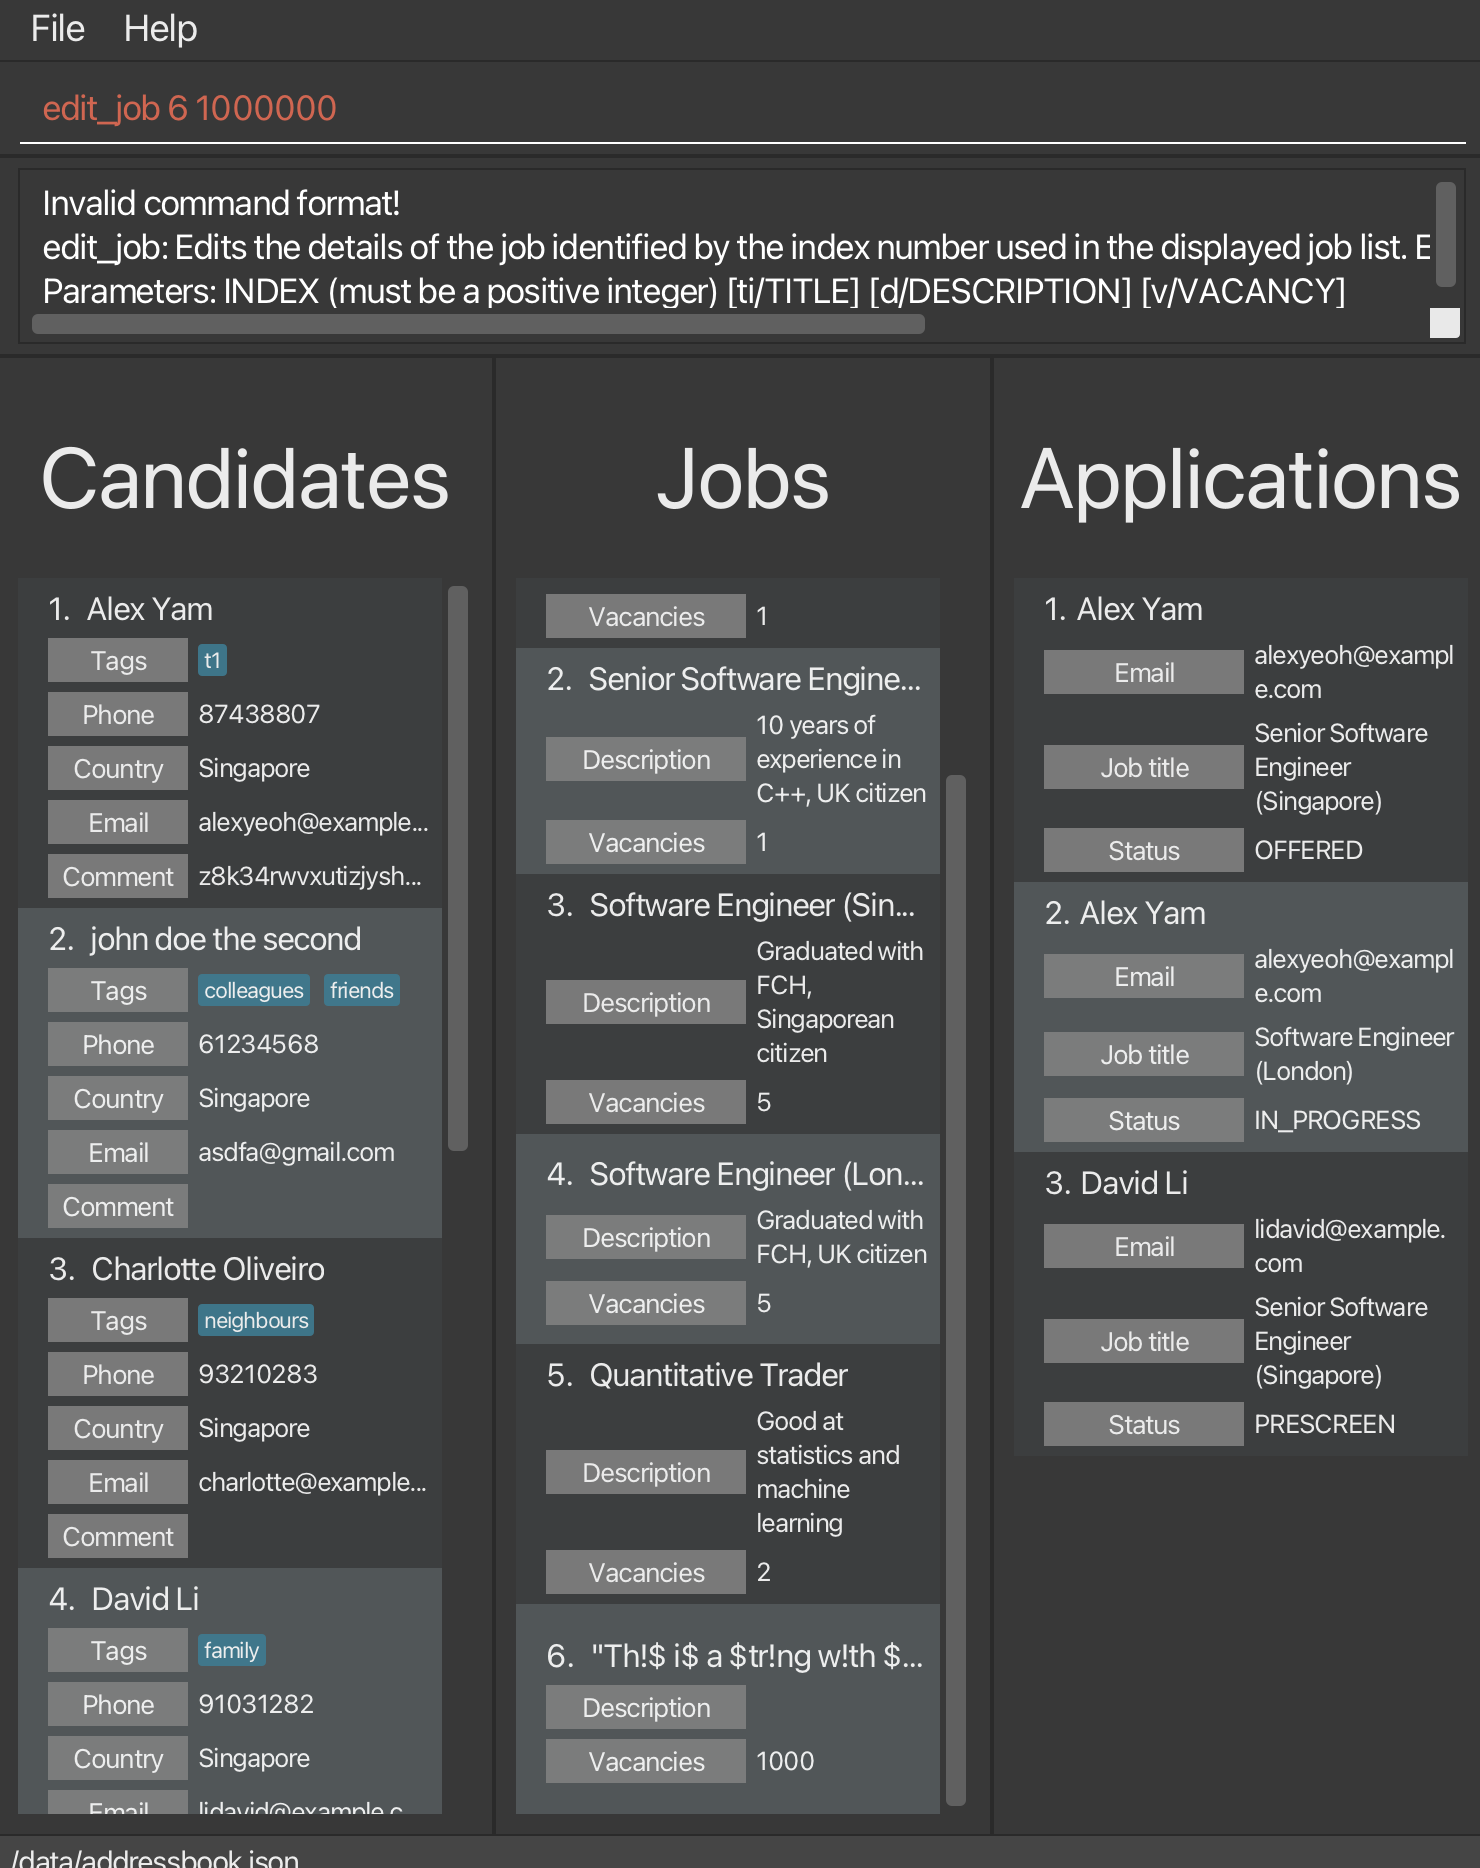 File Help
edit_job 6 1000000
Invalid command format!
edit_job: Edits the details of the job identified by the index number used in the displayed job list. E
Parameters: INDEX (must be a positive integer) [ti/TITLE] [d/DESCRIPTION] [v/VACANCY]
Candidates
1. Alex Yam
Tags t1
Phone 87438807
Country Singapore
Email alexyeoh@example...
Comment z8k34rwvxutizjysh...
2. john doe the second
Tags colleagues friends
Phone 61234568
Country Singapore
Email asdfa@gmail.com
Comment
3. Charlotte Oliveiro
Tags neighbours
Phone 93210283
Country Singapore
Email charlotte@example...
Comment
4. David Li
Tags family
Phone 91031282
Country Singapore
Email lidavid@example.c
Jobs
Vacancies 1
2. Senior Software Engine...
Description 10 years of
experience in
C++, UK citizen
Vacancies 1
3. Software Engineer (Sin...
Description Graduated with
FCH,
Singaporean
citizen
Vacancies 5
4. Software Engineer (Lon...
Description Graduated with
FCH, UK citizen
Vacancies 5
5. Quantitative Trader
Description Good at
statistics and
machine
learning
Vacancies 2
6. "Th!$ i$ a $tr!ng w!th $...
Description
Vacancies 1000
Applications
1. Alex Yam
Email alexyeoh@exampl
e.com
Job title Senior Software
Engineer
(Singapore)
Status OFFERED
2. Alex Yam
Email alexyeoh@exampl
e.com
Job title Software Engineer
(London)
Status IN_PROGRESS
3. David Li
Email lidavid@example.
com
Job title Senior Software
Engineer
(Singapore)
Status PRESCREEN
/data/addressbook.json